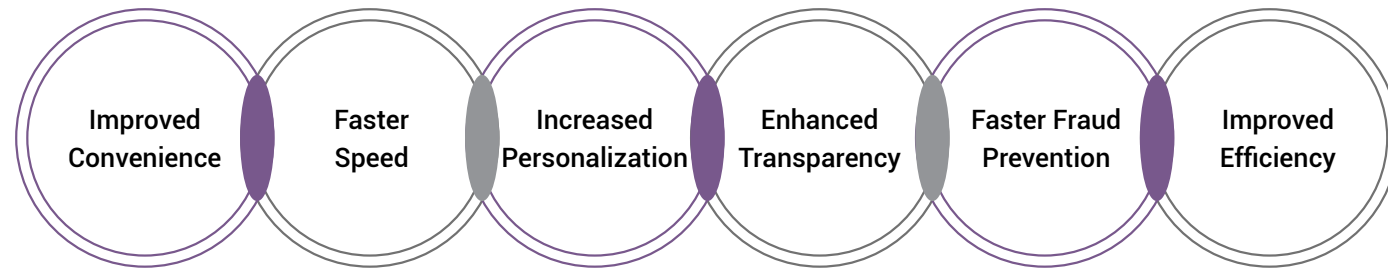 Improved
Convenience
Faster
Speed
Increased
Personalization
Enhanced
Transparency
Faster Fraud
Prevention
Improved
Efficiency